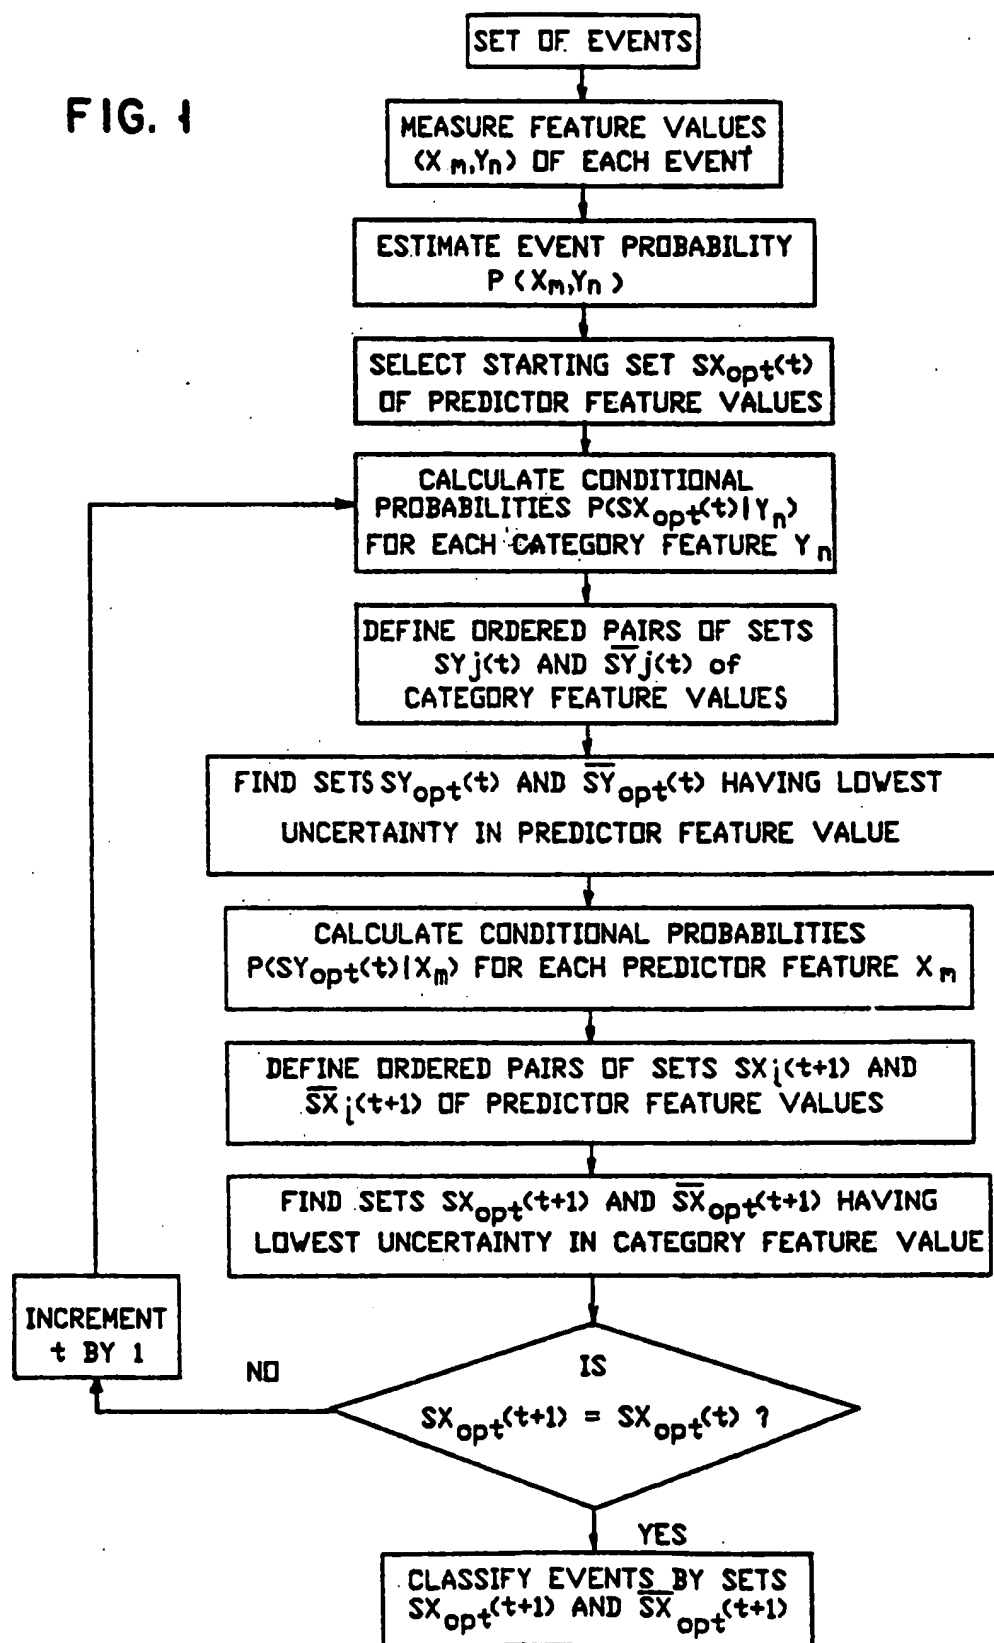 FIG. 1
SET OF EVENTS
MEASURE FEATURE VALUES
(Xm,Yn) OF EACH EVENT
ESTIMATE EVENT PROBABILITY
P (Xm,Yn)
SELECT STARTING SET SXopt(t)
OF PREDICTOR FEATURE VALUES
CALCULATE CONDITIONAL
PROBABILITIES P(SXopt(t)|Yn)
FOR EACH CATEGORY FEATURE Yn
DEFINE ORDERED PAIRS OF SETS
SYj(t) AND S̅Y̅j(t) of
CATEGORY FEATURE VALUES
FIND SETS SYopt(t) AND S̅Y̅opt(t) HAVING LOWEST
UNCERTAINTY IN PREDICTOR FEATURE VALUE
CALCULATE CONDITIONAL PROBABILITIES
P(SYopt(t)|Xm) FOR EACH PREDICTOR FEATURE Xm
DEFINE ORDERED PAIRS OF SETS SXi(t+1) AND
S̅X̅i(t+1) OF PREDICTOR FEATURE VALUES
FIND SETS SXopt(t+1) AND S̅X̅opt(t+1) HAVING
LOWEST UNCERTAINTY IN CATEGORY FEATURE VALUE
INCREMENT
t BY 1
NO
IS
SXopt(t+1) = SXopt(t) ?
YES
CLASSIFY EVENTS BY SETS
SXopt(t+1) AND S̅X̅opt(t+1)